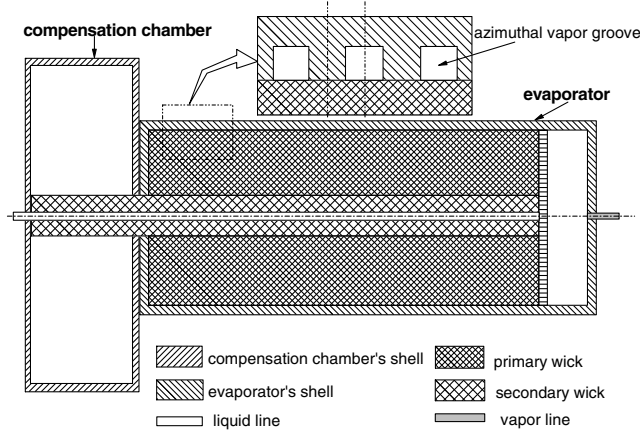 compensation chamber
azimuthal vapor groove
evaporator
compensation chamber's shell
primary wick
evaporator's shell
secondary wick
liquid line
vapor line